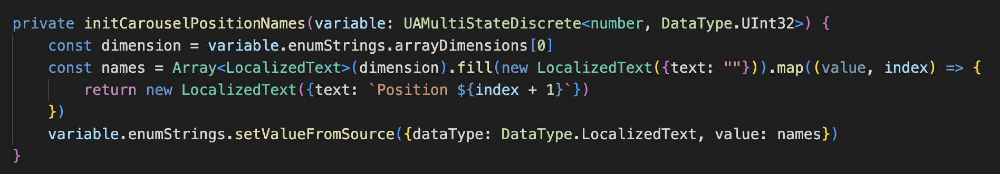 private initCarouselPositionNames(variable: UAMultiStateDiscrete<number, DataType.UInt32>) {
    const dimension = variable.enumStrings.arrayDimensions[0]
    const names = Array<LocalizedText>(dimension).fill(new LocalizedText({text: ""})).map((value, index) => {
        return new LocalizedText({text: `Position ${index + 1}`})
    })
    variable.enumStrings.setValueFromSource({dataType: DataType.LocalizedText, value: names})
}